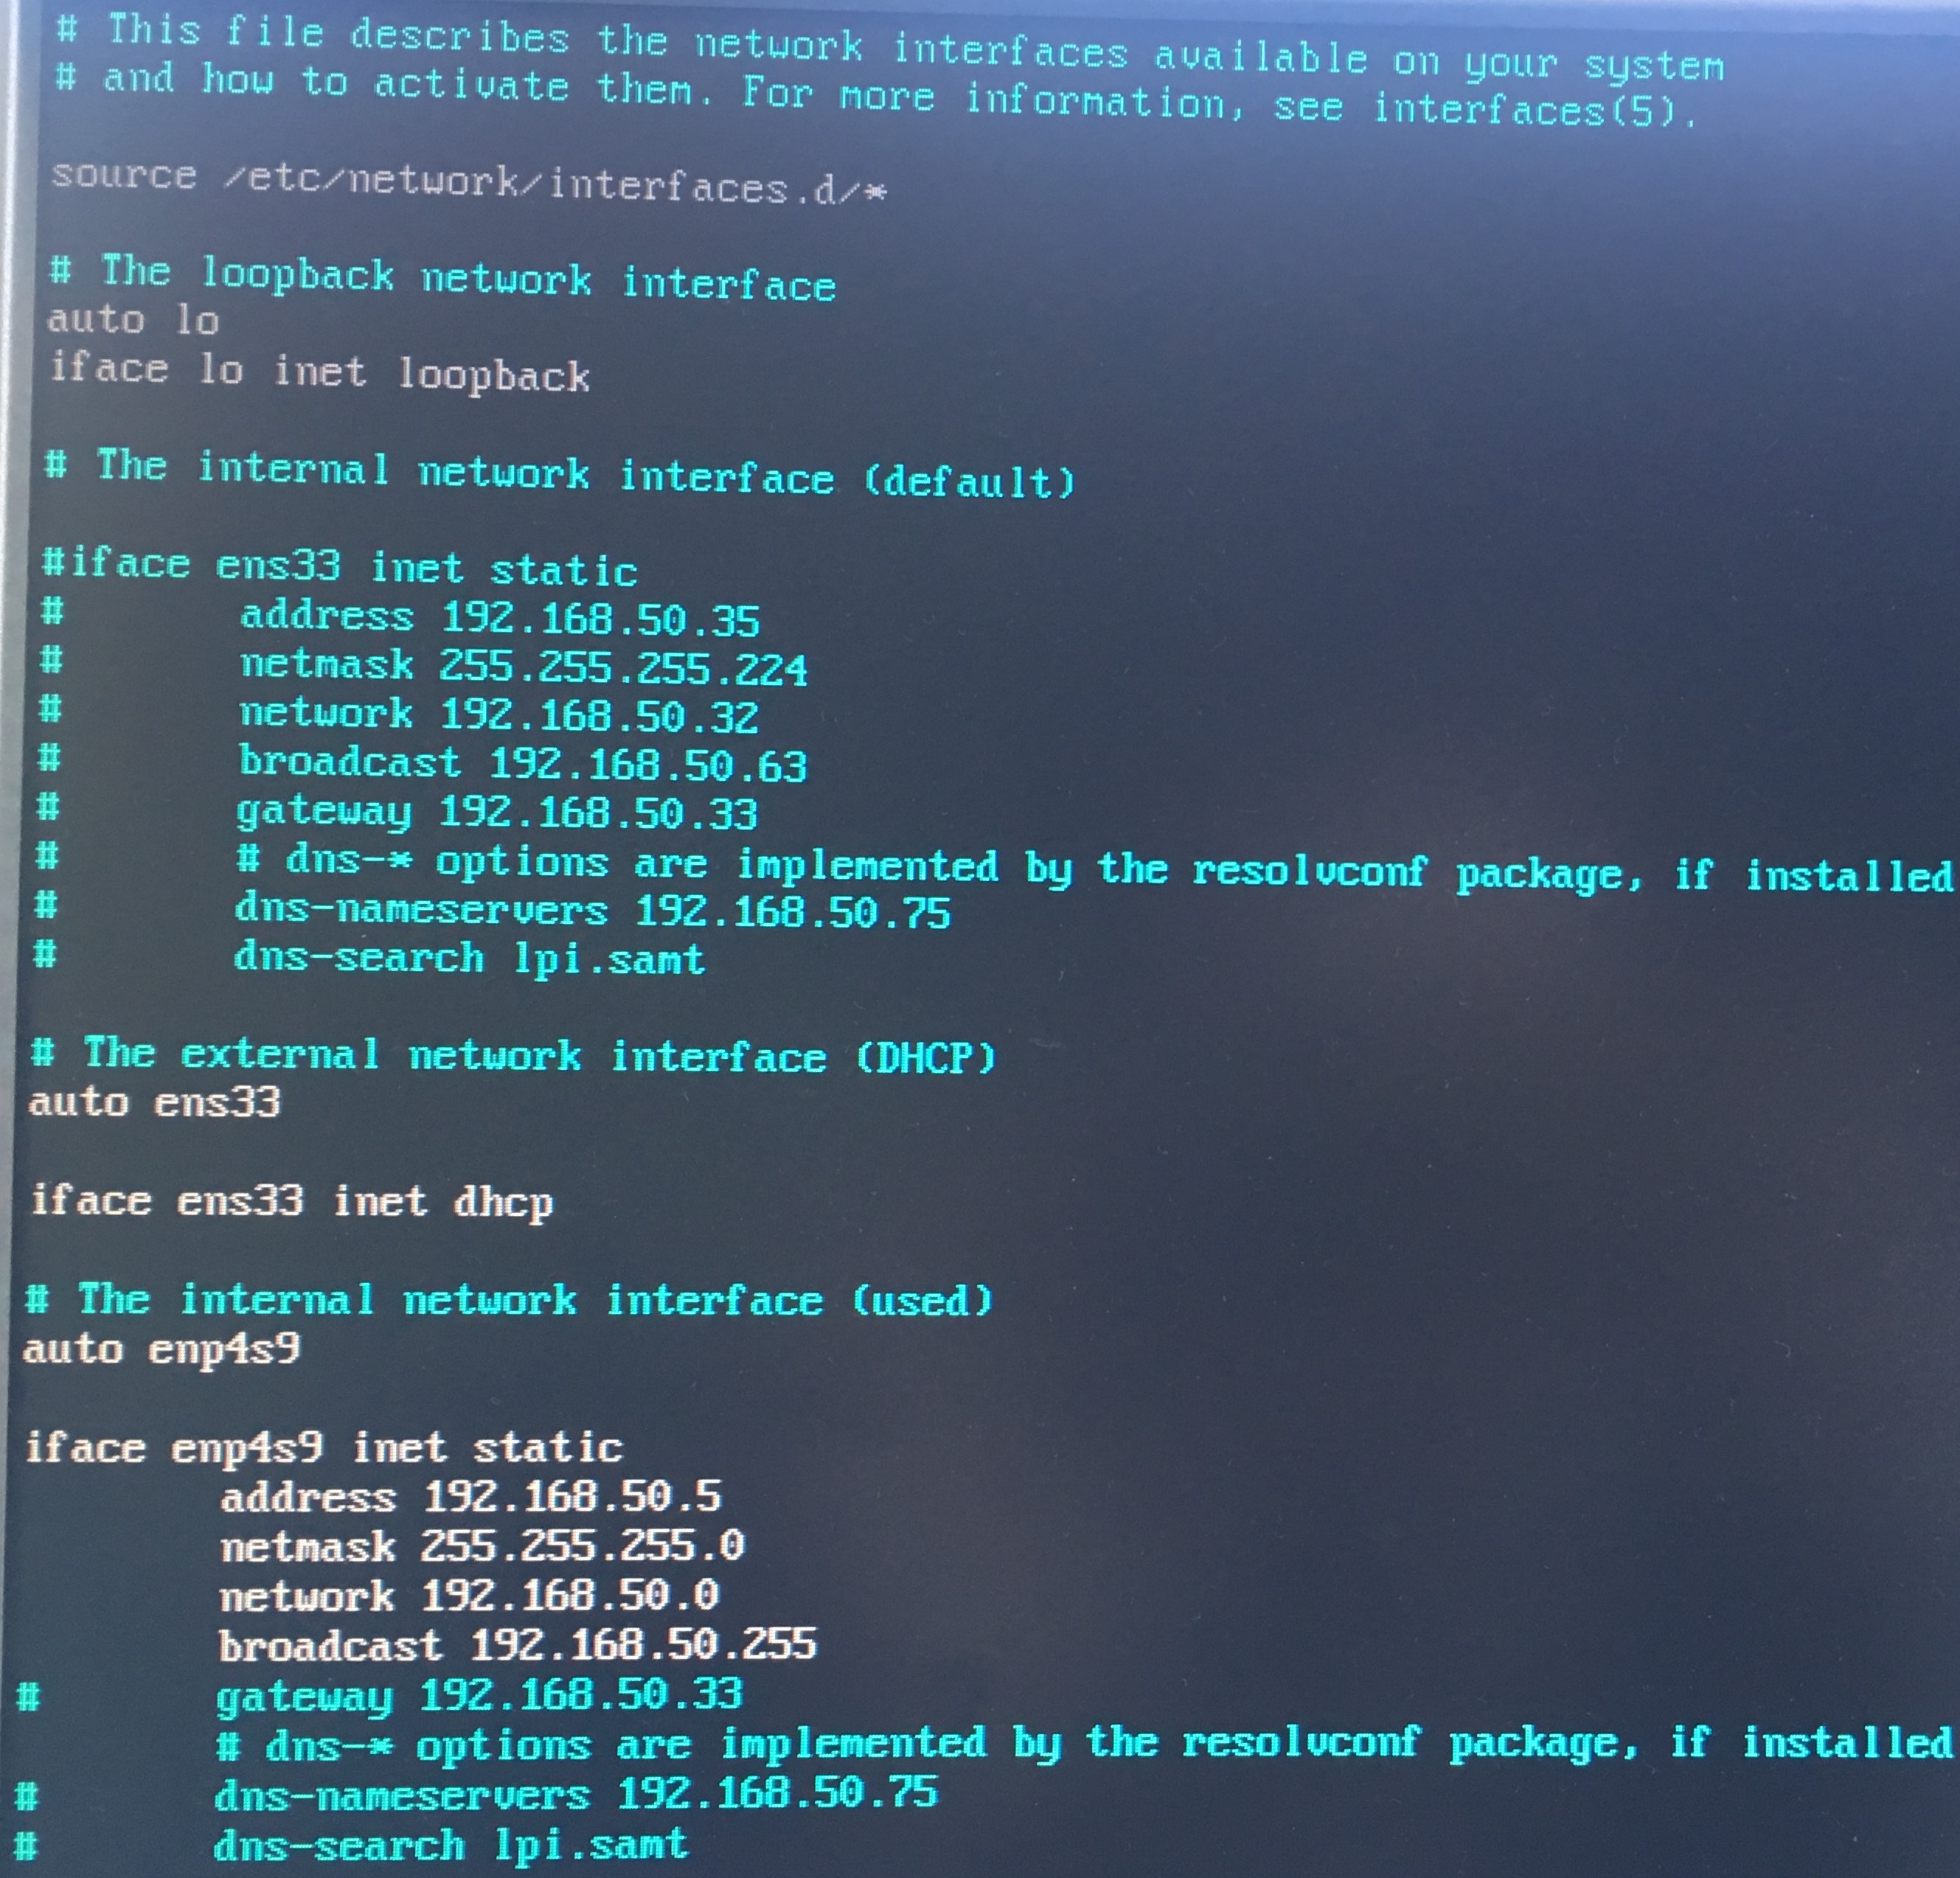 # This file describes the network interfaces available on your system
# and how to activate them. For more information, see interfaces(5).
source /etc/network/interfaces.d/*
# The loopback network interface
auto lo
iface lo inet loopback
# The internal network interface (default)
#iface ens33 inet static
#       address 192.168.50.35
#       netmask 255.255.255.224
#       network 192.168.50.32
#       broadcast 192.168.50.63
#       gateway 192.168.50.33
#       # dns-* options are implemented by the resolvconf package, if installed
#       dns-nameservers 192.168.50.75
#       dns-search lpi.samt
# The external network interface (DHCP)
auto ens33
iface ens33 inet dhcp
# The internal network interface (used)
auto enp4s9
iface enp4s9 inet static
        address 192.168.50.5
        netmask 255.255.255.0
        network 192.168.50.0
        broadcast 192.168.50.255
#       gateway 192.168.50.33
        # dns-* options are implemented by the resolvconf package, if installed
#       dns-nameservers 192.168.50.75
#       dns-search lpi.samt